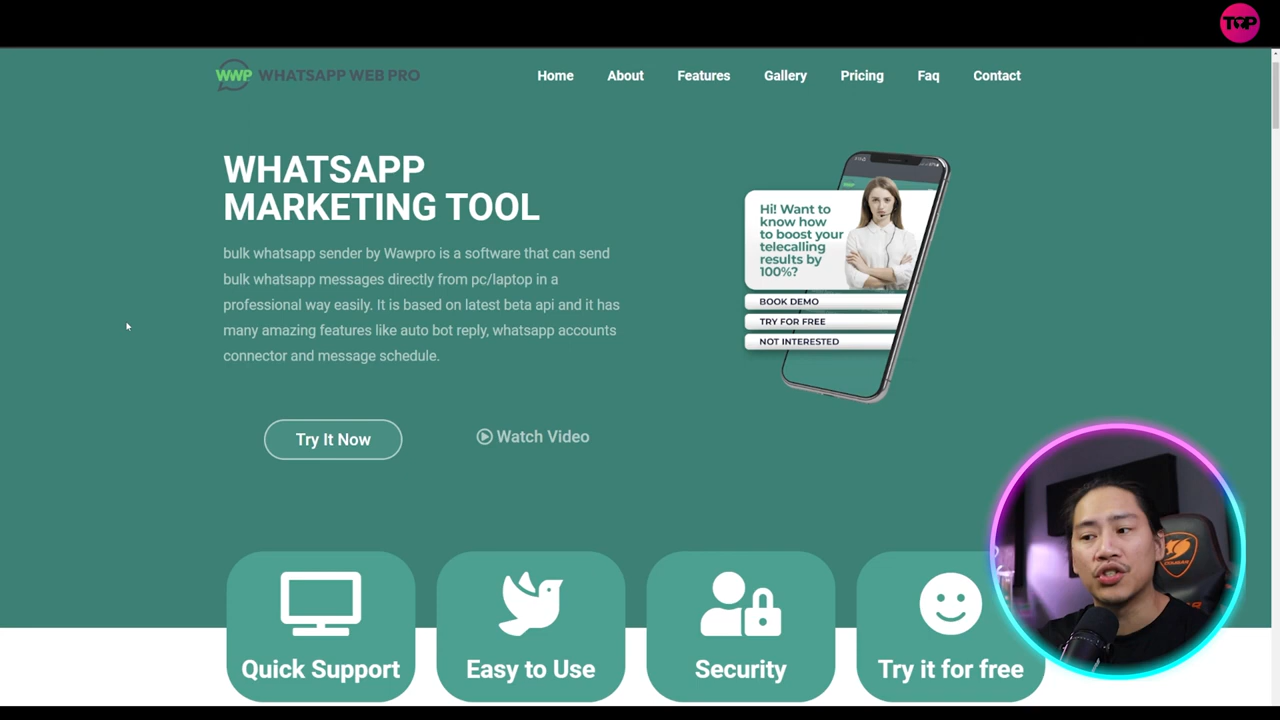 TOP
WWP WHATSAPP WEB PRO
Home About Features Gallery Pricing Faq Contact
WHATSAPP
MARKETING TOOL
bulk whatsapp sender by Wawpro is a software that can send
bulk whatsapp messages directly from pc/laptop in a
professional way easily. It is based on latest beta api and it has
many amazing features like auto bot reply, whatsapp accounts
connector and message schedule.
Try It Now
Watch Video
Hi! Want to
know how
to boost your
telecalling
results by
100%?
BOOK DEMO
TRY FOR FREE
NOT INTERESTED
Quick Support
Easy to Use
Security
Try it for free